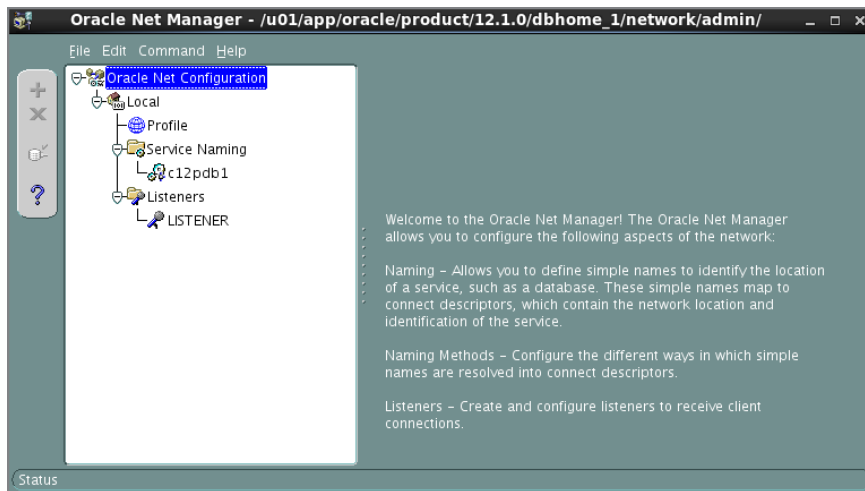 Oracle Net Manager - /u01/app/oracle/product/12.1.0/dbhome_1/network/admin/
File Edit Command Help
Oracle Net Configuration
Local
Profile
Service Naming
c12pdb1
Listeners
LISTENER
Welcome to the Oracle Net Manager! The Oracle Net Manager
allows you to configure the following aspects of the network:
Naming – Allows you to define simple names to identify the location
of a service, such as a database. These simple names map to
connect descriptors, which contain the network location and
identification of the service.
Naming Methods – Configure the different ways in which simple
names are resolved into connect descriptors.
Listeners – Create and configure listeners to receive client
connections.
Status